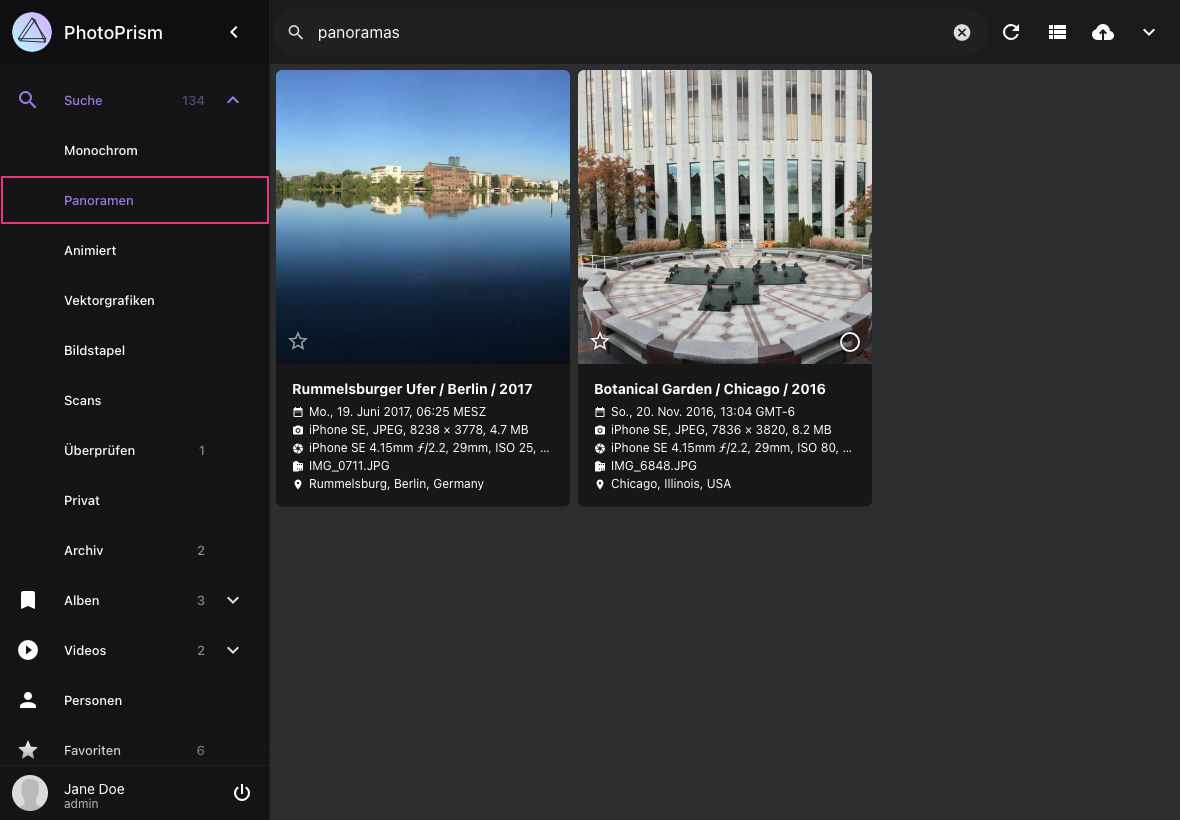 PhotoPrism
panoramas
Suche 134
Monochrom
Panoramen
Animiert
Vektorgrafiken
Bildstapel
Scans
Überprüfen 1
Privat
Archiv 2
Alben 3
Videos 2
Personen
Favoriten 6
Jane Doe
admin
Rummelsburger Ufer / Berlin / 2017
Mo., 19. Juni 2017, 06:25 MESZ
iPhone SE, JPEG, 8238 × 3778, 4.7 MB
iPhone SE 4.15mm ƒ/2.2, 29mm, ISO 25, ...
IMG_0711.JPG
Rummelsburg, Berlin, Germany
Botanical Garden / Chicago / 2016
So., 20. Nov. 2016, 13:04 GMT-6
iPhone SE, JPEG, 7836 × 3820, 8.2 MB
iPhone SE 4.15mm ƒ/2.2, 29mm, ISO 80, ...
IMG_6848.JPG
Chicago, Illinois, USA